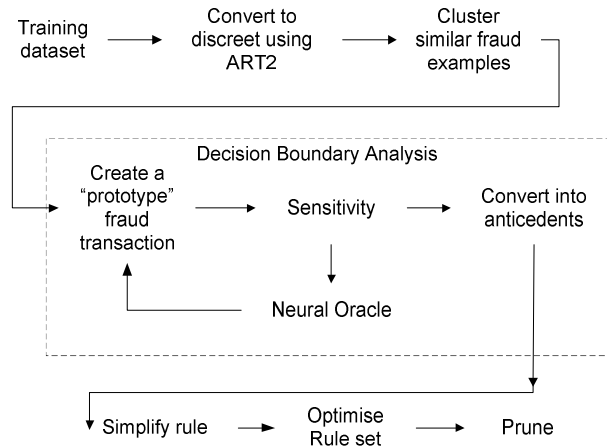 Training
dataset
Convert to
discreet using
ART2
Cluster
similar fraud
examples
Decision Boundary Analysis
Create a
“prototype”
fraud
transaction
Sensitivity
Convert into
anticedents
Neural Oracle
Simplify rule
Optimise
Rule set
Prune